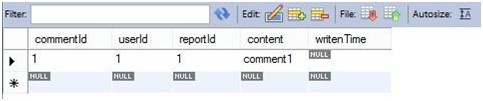 Filter: Edit: File: Autosize:
commentId userId reportId content writenTime
1 1 1 comment1 NULL
NULL NULL NULL NULL NULL